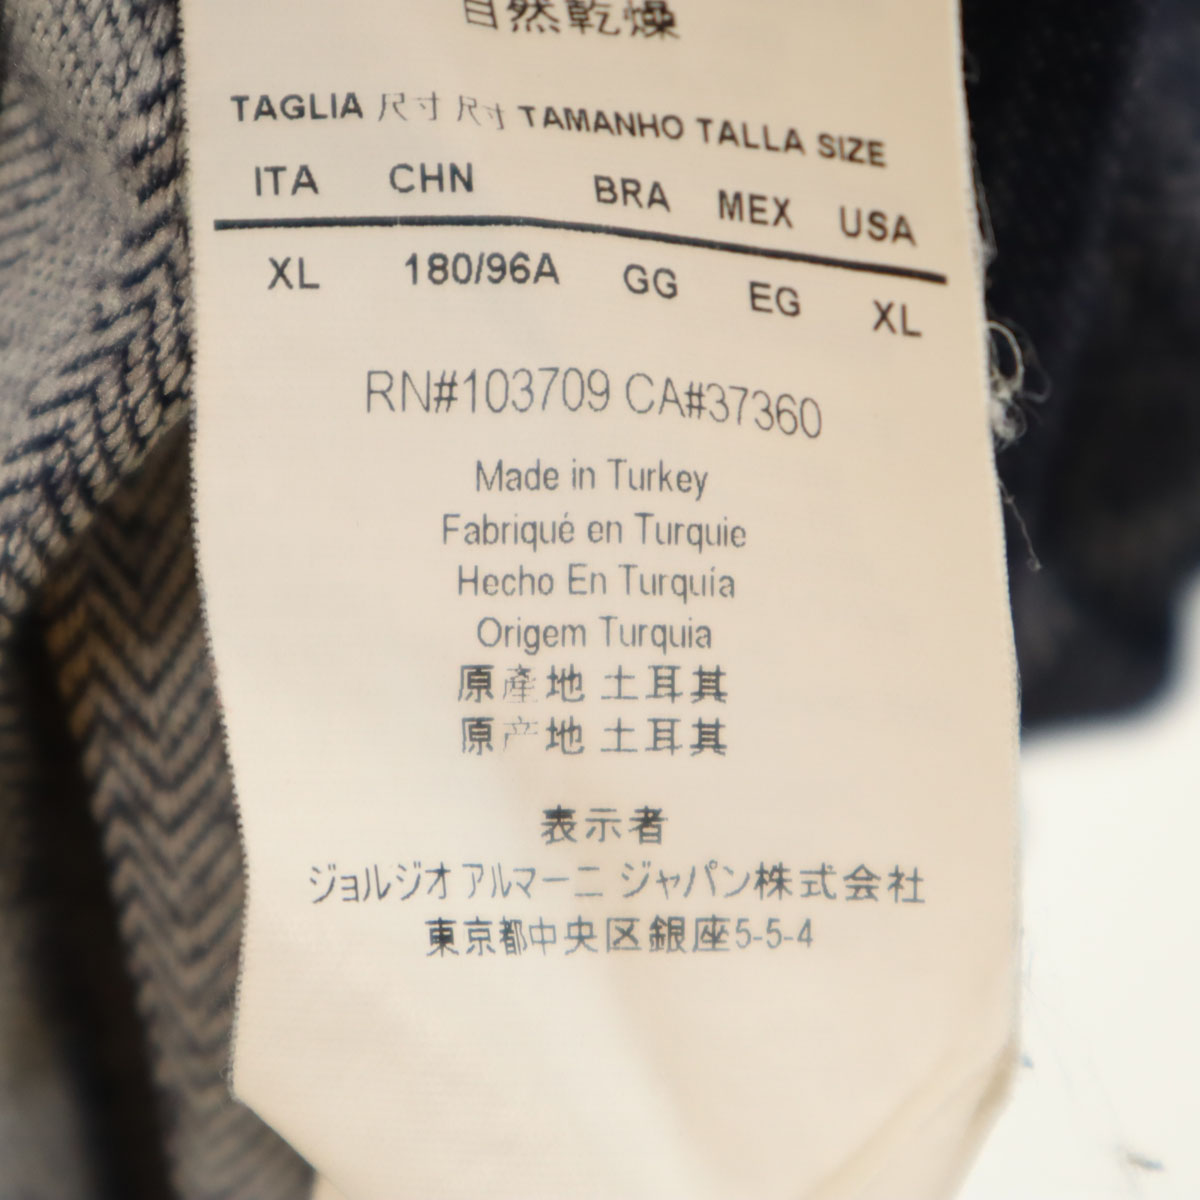 自然乾燥
TAGLIA 尺寸 尺寸 TAMANHO TALLA SIZE
ITA CHN BRA MEX USA
XL 180/96A GG EG XL
RN#103709 CA#37360
Made in Turkey
Fabriqué en Turquie
Hecho En Turquía
Origem Turquia
原產地 土耳其
原产地 土耳其
表示者
ジョルジオ アルマーニ ジャパン株式会社
東京都中央区銀座5-5-4